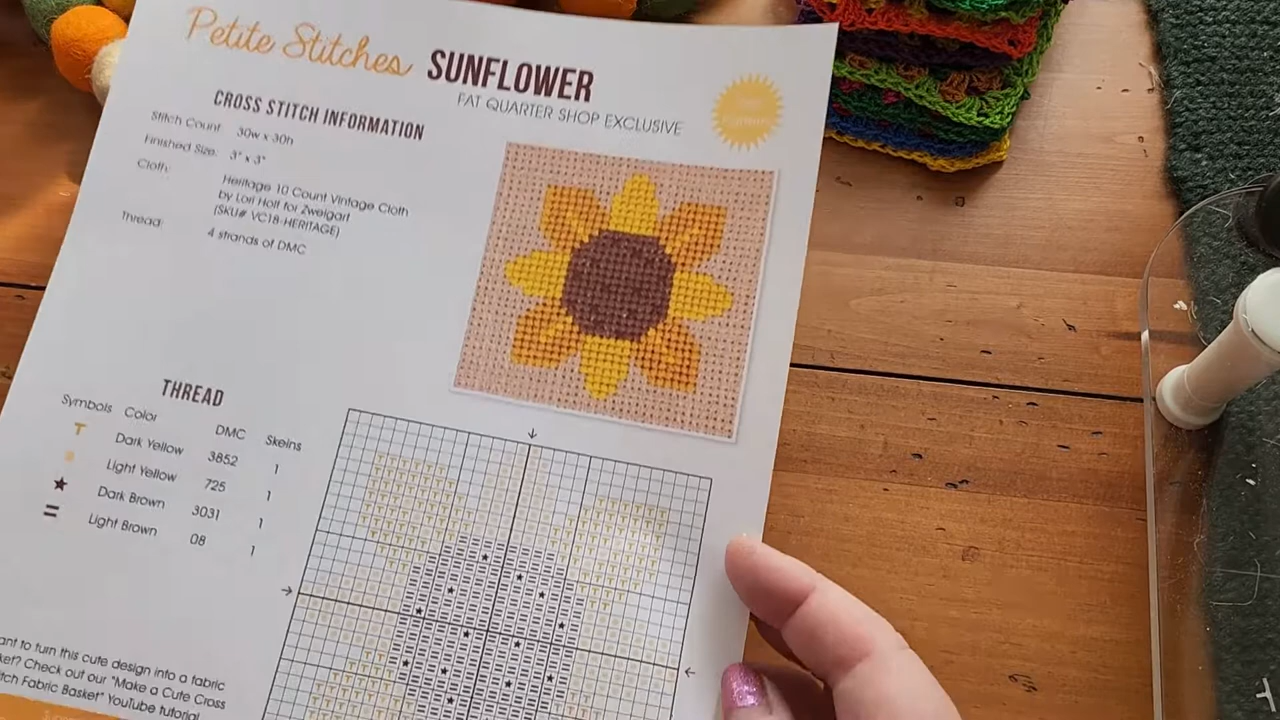 Petite Stitches SUNFLOWER
FAT QUARTER SHOP EXCLUSIVE
CROSS STITCH INFORMATION
Stitch Count: 30w x 30h
Finished Size: 3" x 3"
Cloth: Heritage 10 Count Vintage Cloth
by Lori Holt for Zweigart
(SKU# VC18-HERITAGE)
Thread: 4 strands of DMC
THREAD
Symbols Color DMC Skeins
T Dark Yellow 3852 1
Light Yellow 725 1
★ Dark Brown 3031 1
= Light Brown 08 1
ant to turn this cute design into a fabric
ket? Check out our "Make a Cute Cross
itch Fabric Basket" YouTube tutorial